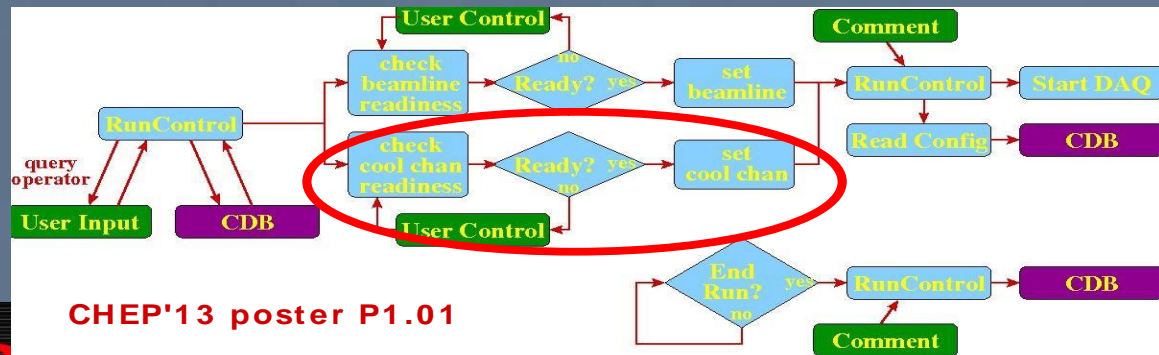 User Control
Comment
check
beamline
readiness
no
Ready?
yes
set
beamline
RunControl
Start DAQ
RunControl
check
cool chan
readiness
Ready?
yes
no
set
cool chan
Read Config
CDB
query
operator
User Input
CDB
User Control
End
Run?
yes
no
RunControl
CDB
Comment
CHEP'13 poster P1.01